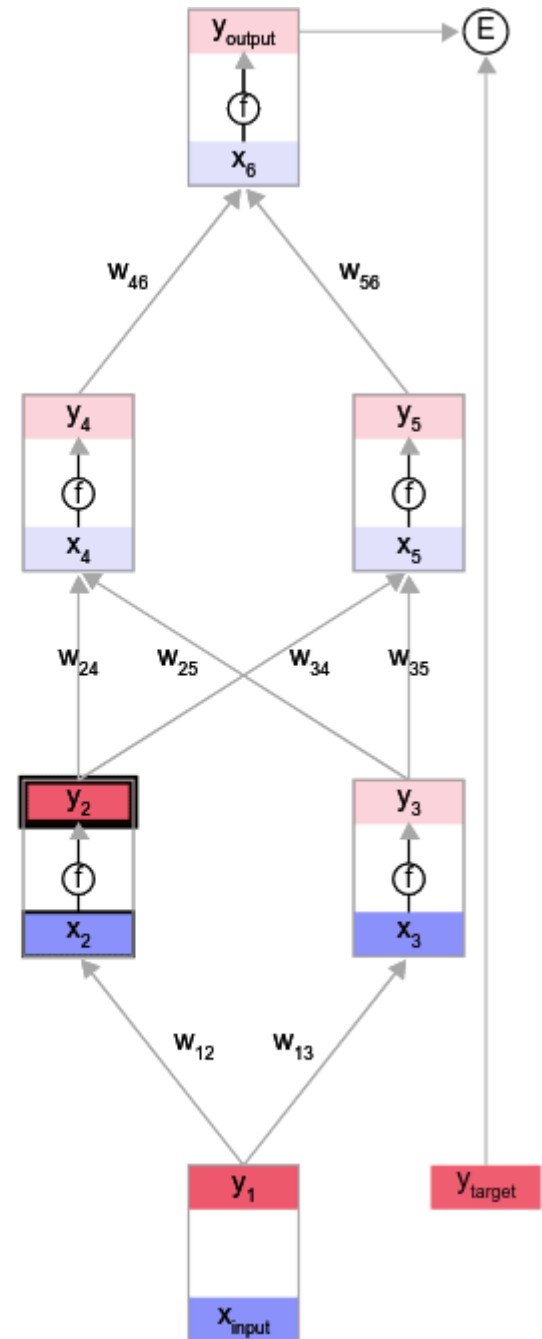 y_output E
f
x_6
w_46 w_56
y_4 y_5
f f
x_4 x_5
w_24 w_25 w_34 w_35
y_2 y_3
f f
x_2 x_3
w_12 w_13
y_1 y_target
x_input